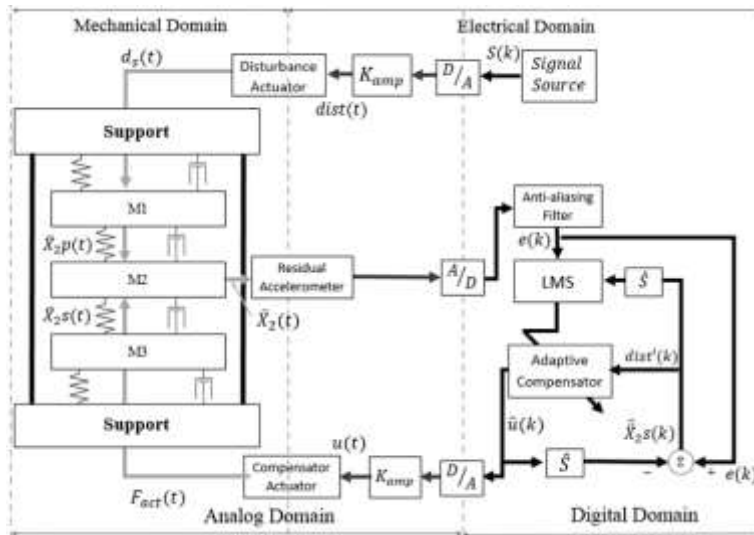 Mechanical Domain
Electrical Domain
d_s(t)
Disturbance
Actuator
K_amp
D/A
S(k)
Signal
Source
dist(t)
Support
M1
Anti-aliasing
Filter
Ẍ_2p(t)
e(k)
M2
Residual
Accelerometer
A/D
LMS
Ŝ
Ẍ_2s(t)
Ẍ_2(t)
M3
Adaptive
Compensator
dist'(k)
Support
û(k)
s(k)
u(t)
Compensator
Actuator
K_amp
D/A
Ŝ
−
Σ
+
e(k)
F_act(t)
Analog Domain
Digital Domain